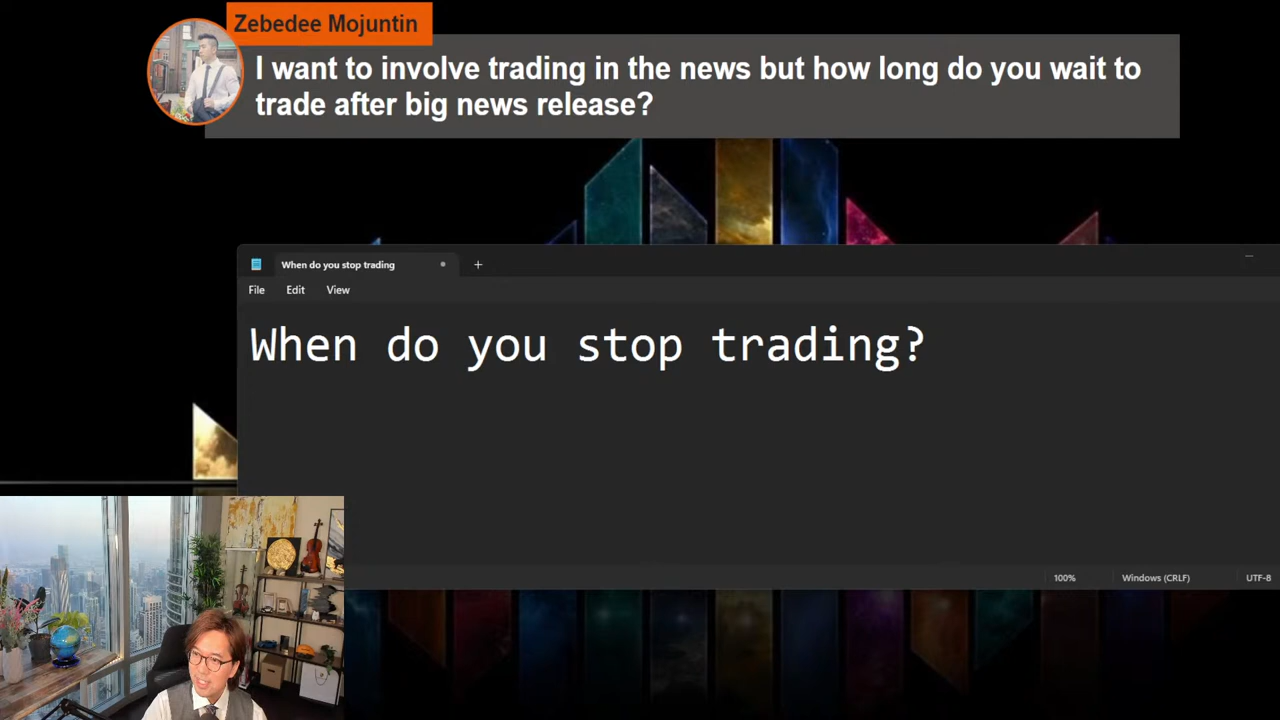 Zebedee Mojuntin
I want to involve trading in the news but how long do you wait to
trade after big news release?
When do you stop trading
File Edit View
When do you stop trading?
100% Windows (CRLF) UTF-8